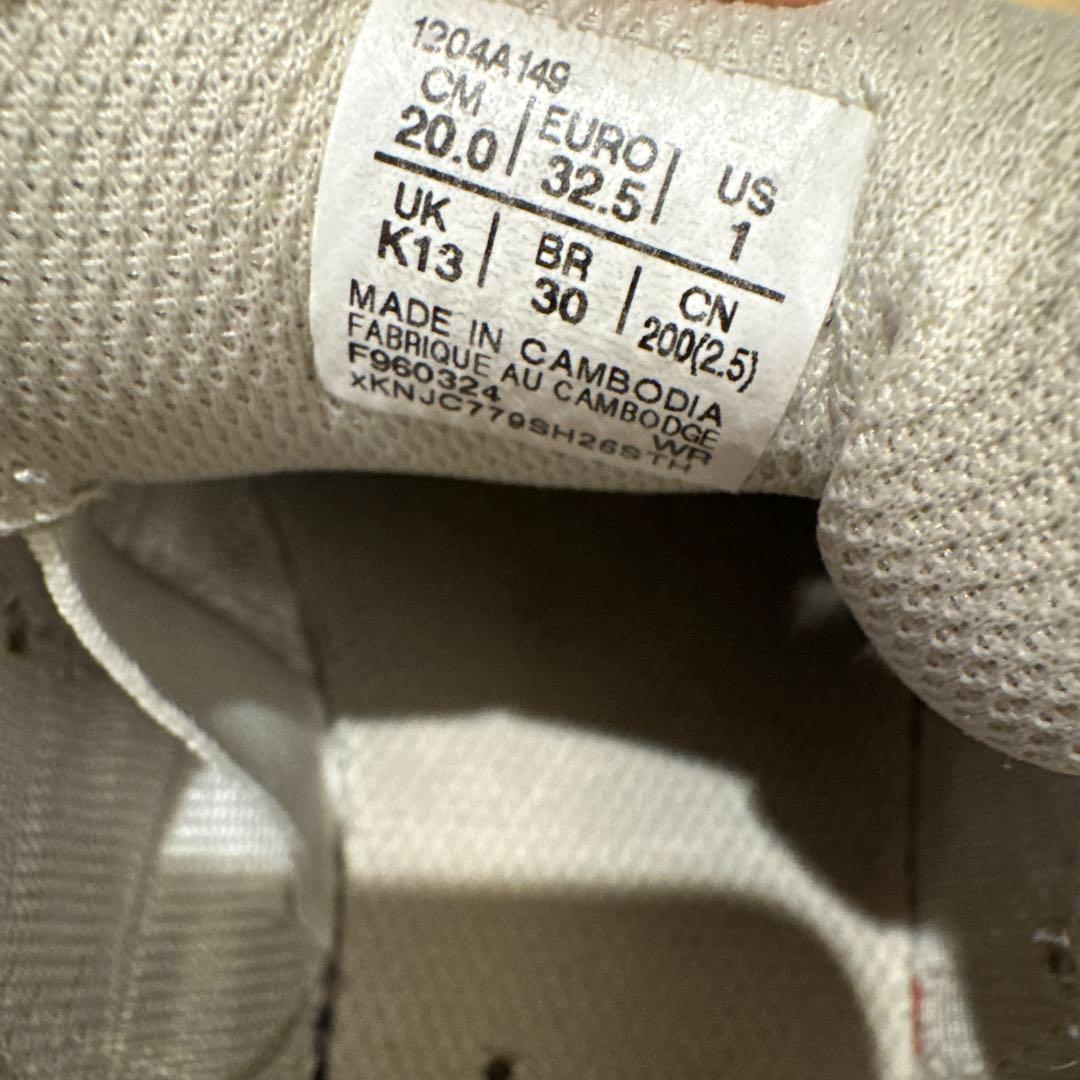 1204A149
CM | EURO | US
20.0 | 32.5 | 1
UK | BR | CN
K13 | 30 | 200(2.5)
MADE IN CAMBODIA
FABRIQUE AU CAMBODGE
F960324 WR
xKNJC779SH26STH